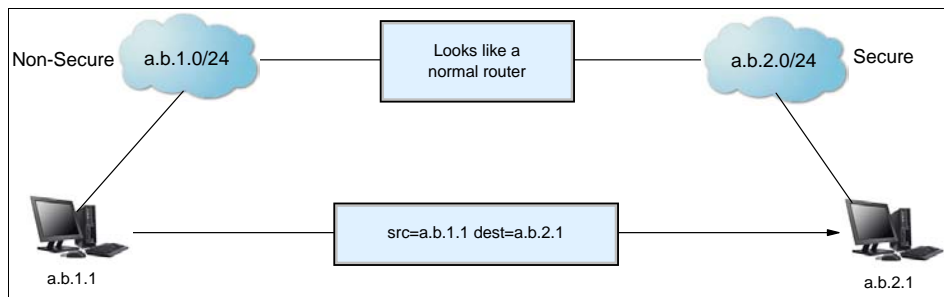 Non-Secure
a.b.1.0/24
Looks like a
normal router
a.b.2.0/24
Secure
src=a.b.1.1 dest=a.b.2.1
a.b.1.1
a.b.2.1